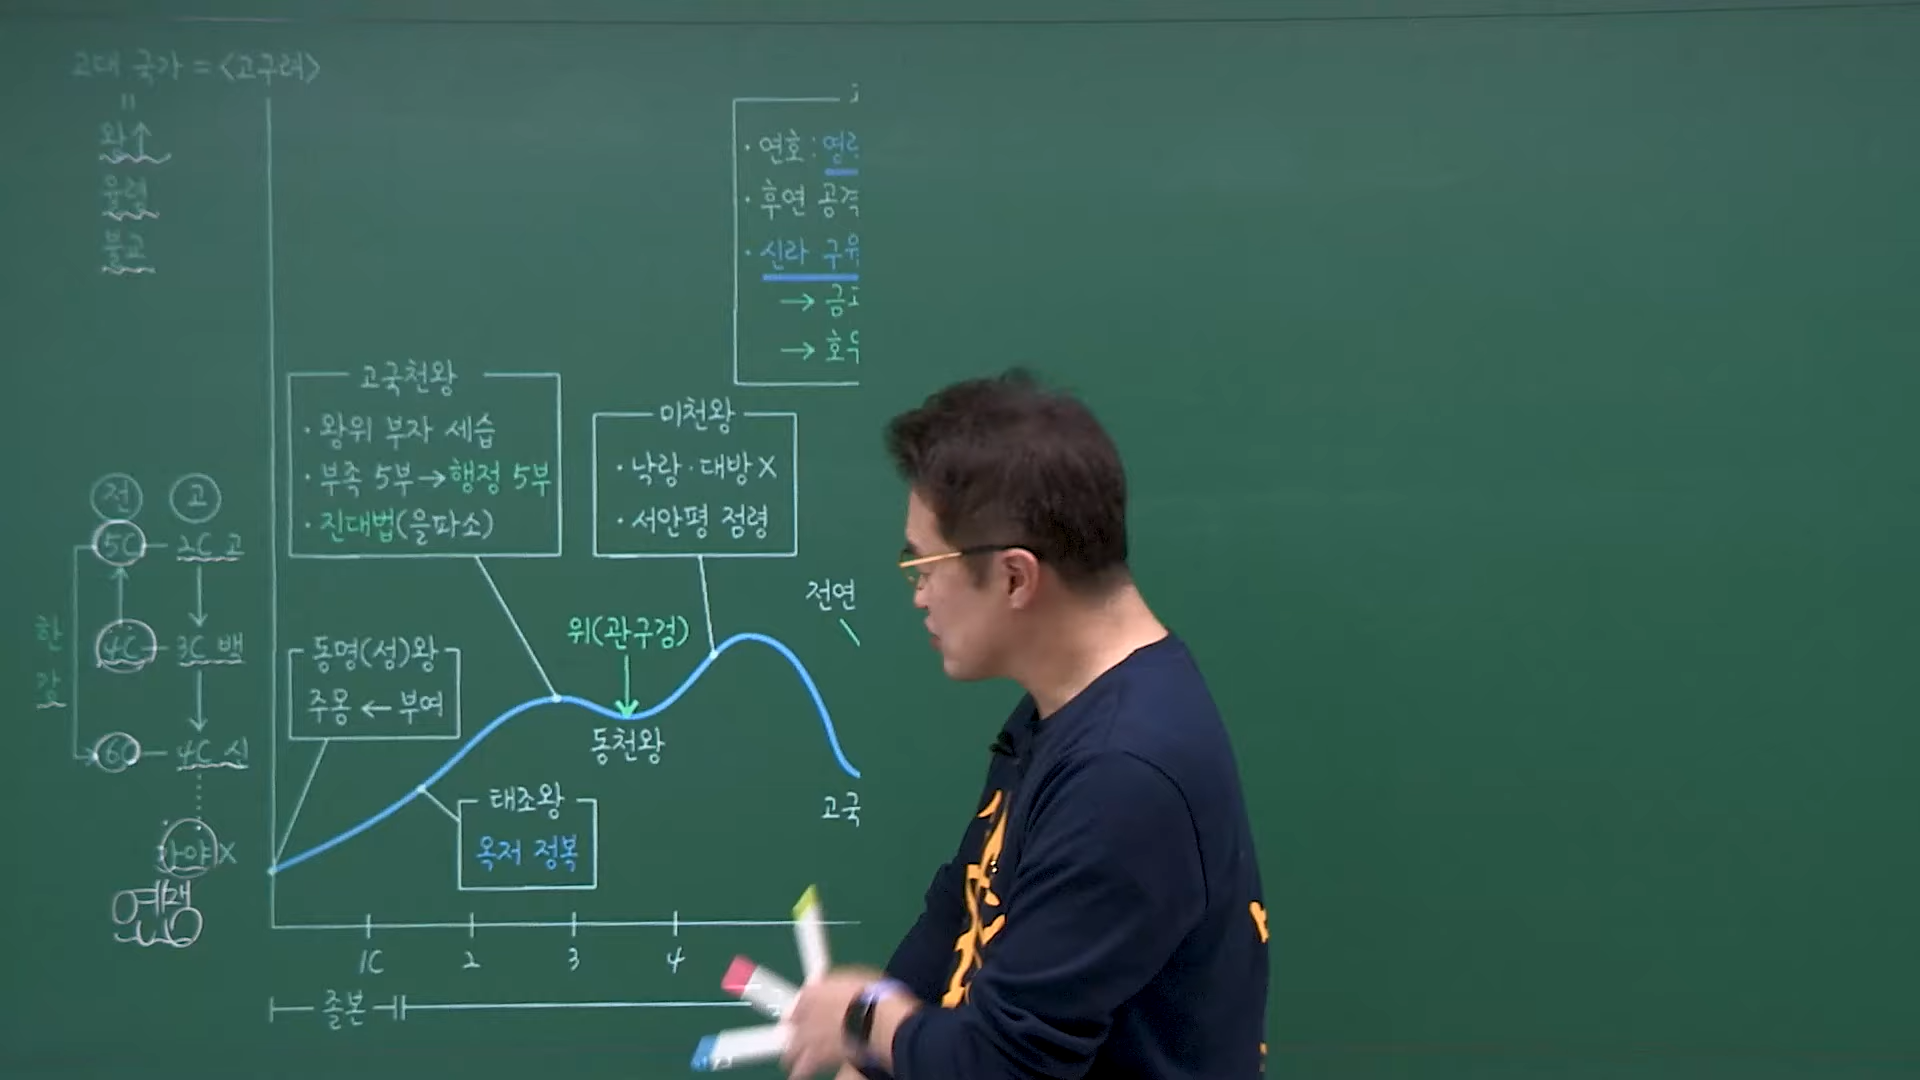 고대 국가 = <고구려>
=
왕↑
율령
불교
전 고
5C - 2C 고
4C - 3C 백
6C - 4C 신
가야X
연맹
한강
· 연호 :
· 후연 공격
· 신라
→
→
고국천왕
· 왕위 부자 세습
· 부족 5부 → 행정 5부
· 진대법(을파소)
미천왕
· 낙랑 · 대방 X
· 서안평 점령
전연
위(관구검)
동천왕
동명(성)왕
주몽 ← 부여
태조왕
옥저 정복
고국
1C 2 3 4
졸본